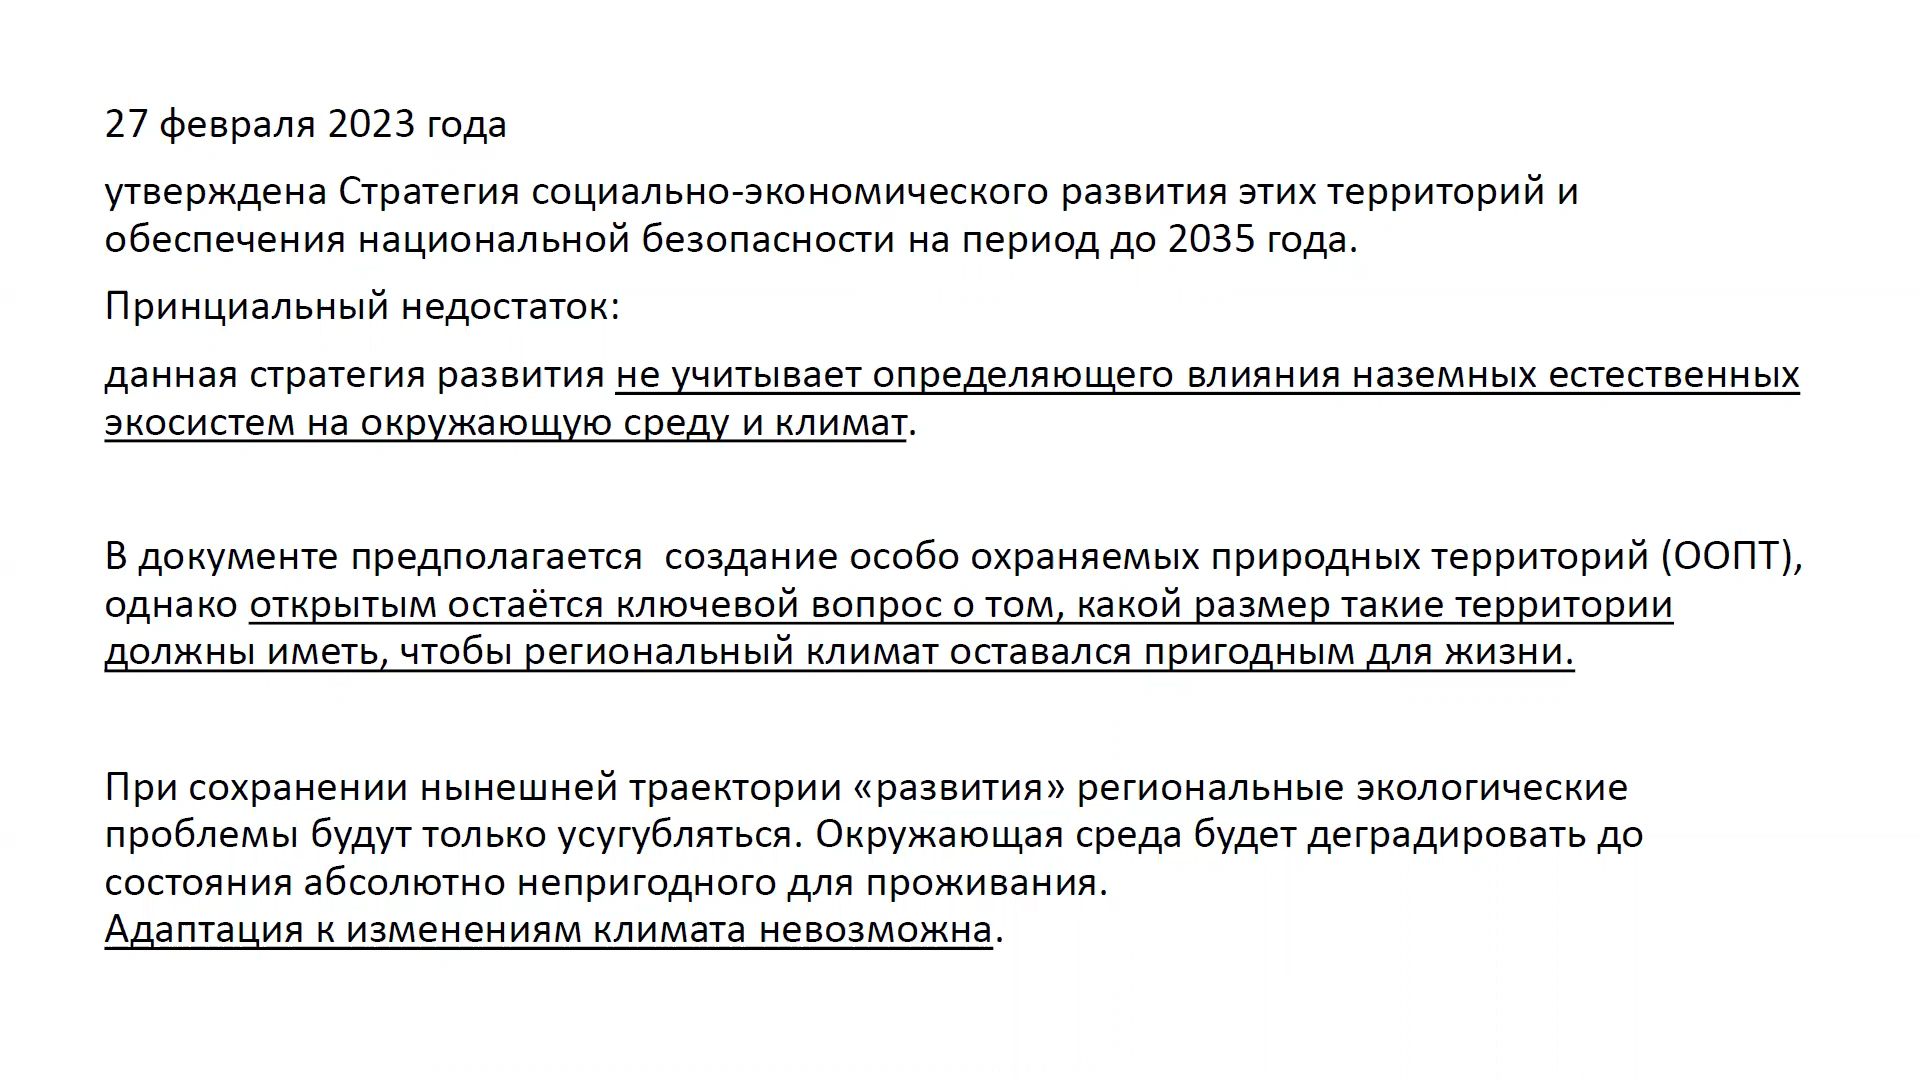 27 февраля 2023 года
утверждена Стратегия социально-экономического развития этих территорий и
обеспечения национальной безопасности на период до 2035 года.
Принциальный недостаток:
данная стратегия развития не учитывает определяющего влияния наземных естественных
экосистем на окружающую среду и климат.
В документе предполагается  создание особо охраняемых природных территорий (ООПТ),
однако открытым остаётся ключевой вопрос о том, какой размер такие территории
должны иметь, чтобы региональный климат оставался пригодным для жизни.
При сохранении нынешней траектории «развития» региональные экологические
проблемы будут только усугубляться. Окружающая среда будет деградировать до
состояния абсолютно непригодного для проживания.
Адаптация к изменениям климата невозможна.